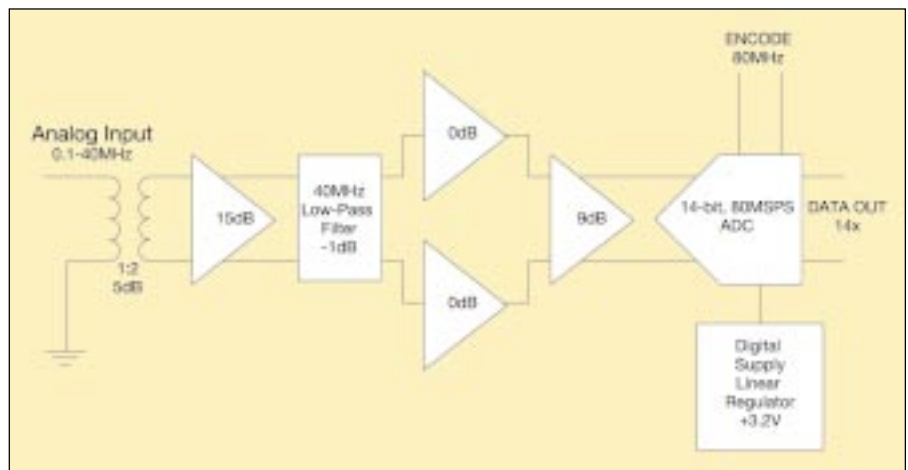 ENCODE
80MHz
Analog Input
0.1-40MHz
0dB
15dB
40MHz
Low-Pass
Filter
-1dB
9dB
14-bit, 80MSPS
ADC
DATA OUT
14x
1:2
5dB
0dB
Digital
Supply
Linear
Regulator
+3.2V